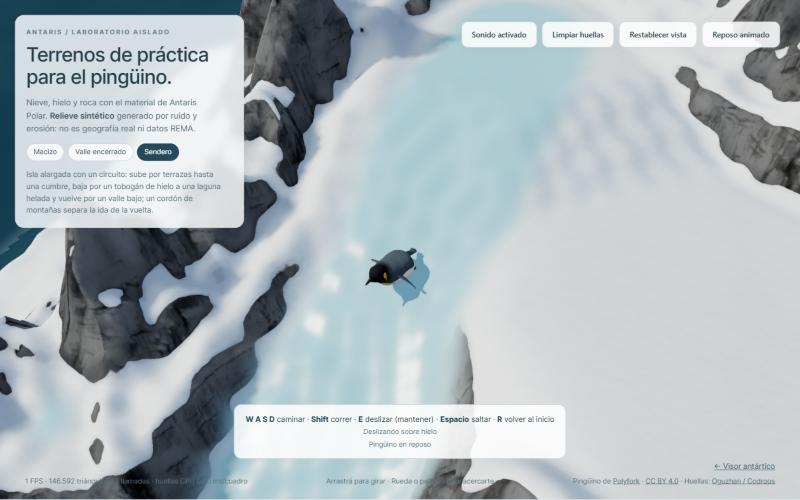 ANTARIS / LABORATORIO AISLADO
Terrenos de práctica
para el pingüino.
Nieve, hielo y roca con el material de Antaris
Polar. Relieve sintético generado por ruido y
erosión: no es geografía real ni datos REMA.
Macizo
Valle encerrado
Sendero
Isla alargada con un circuito: sube por terrazas hasta
una cumbre, baja por un tobogán de hielo a una laguna
helada y vuelve por un valle bajo; un cordón de
montañas separa la ida de la vuelta.
Sonido activado
Limpiar huellas
Restablecer vista
Reposo animado
W A S D caminar · Shift correr · E deslizar (mantener) · Espacio saltar · R volver al inicio
Deslizando sobre hielo
Pingüino en reposo
← Visor antártico
1 FPS · 146.592 llamadas · huellas
Arrastrá para girar · Rueda o acercarte
Pingüino de Polyfork · CC BY 4.0 · Huellas: Oguzhan / Codrops